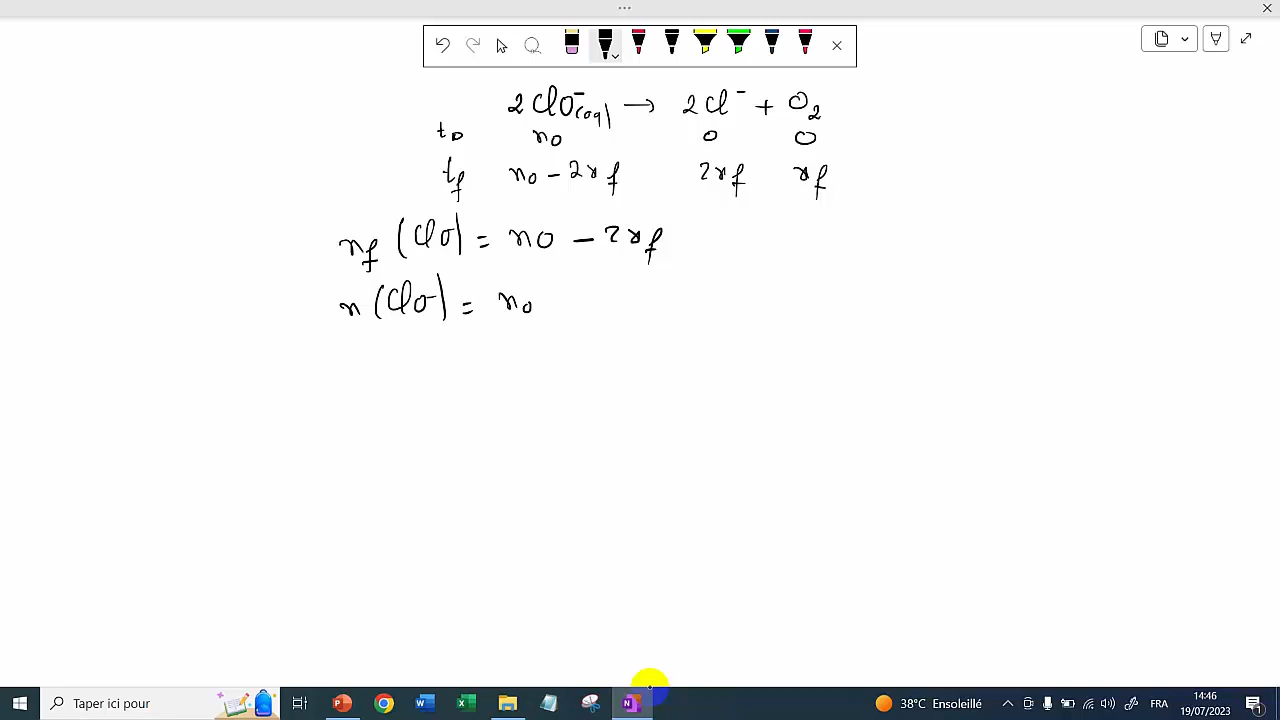 2ClO⁻(aq) → 2Cl⁻ + O₂
t₀ n₀ 0 0
tf n₀ - 2xf 2xf xf
nf (ClO⁻) = n₀ - 2xf
n (ClO⁻) = n₀
Taper ici pour
38°C Ensoleillé
FRA
14:46
19/07/2023